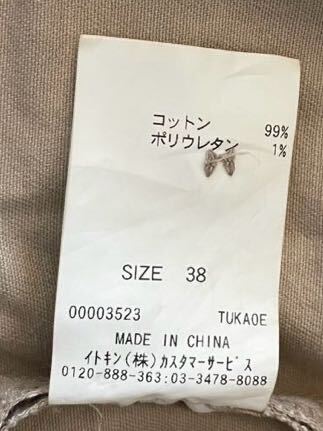 コットン 99%
ポリウレタン 1%
SIZE 38
00003523 TUKA0E
MADE IN CHINA
イトキン(株)カスタマーサービス
0120-888-363:03-3478-8088